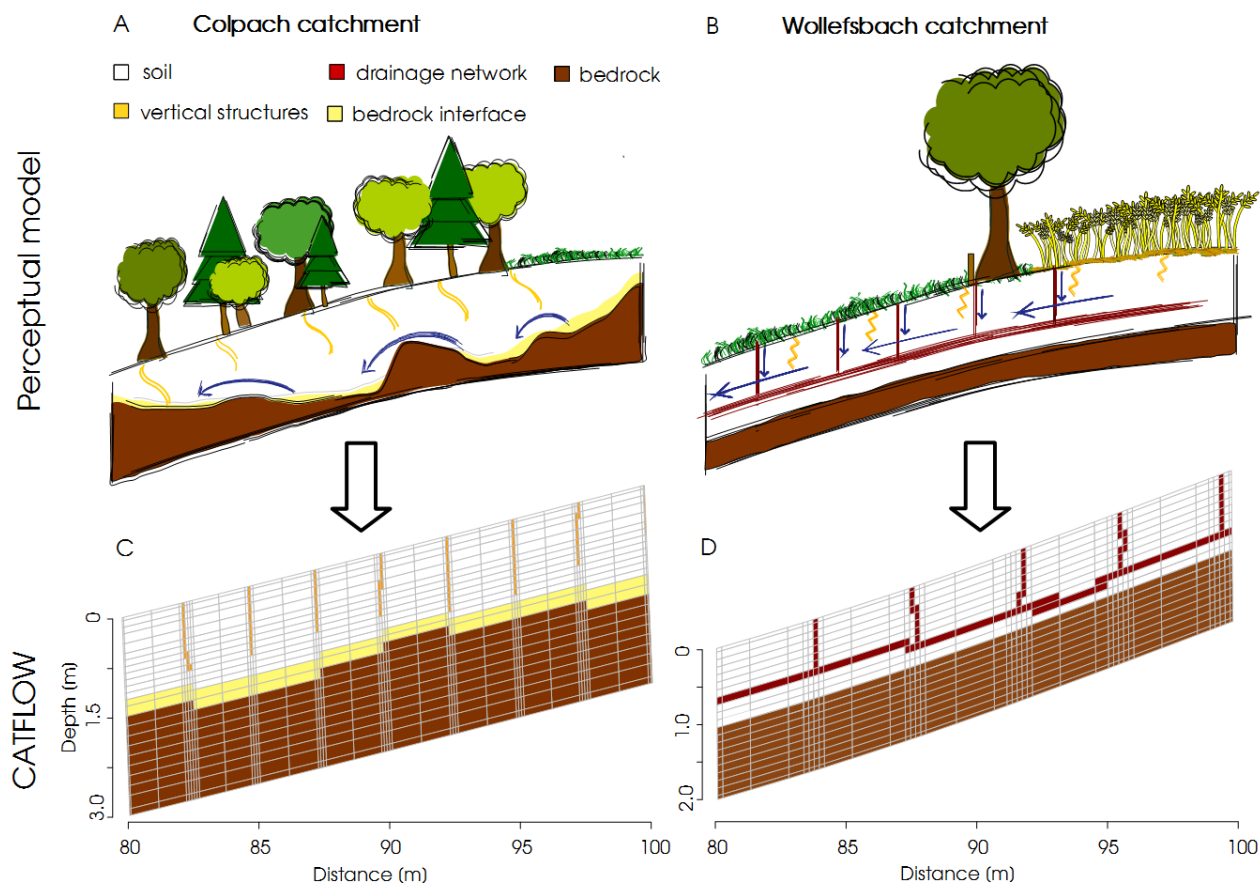 A Colpach catchment
B Wollefsbach catchment
soil
drainage network
bedrock
vertical structures
bedrock interface
Perceptual model
CATFLOW
C
Depth (m)
0
1.5
3.0
80 85 90 95 100
Distance (m)
D
0
1.0
2.0
80 85 90 95 100
Distance (m)